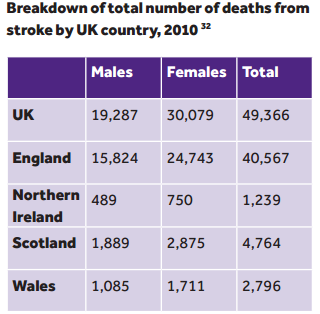 Breakdown of total number of deaths from
stroke by UK country, 2010 32
Males Females Total
UK 19,287 30,079 49,366
England 15,824 24,743 40,567
Northern
Ireland 489 750 1,239
Scotland 1,889 2,875 4,764
Wales 1,085 1,711 2,796